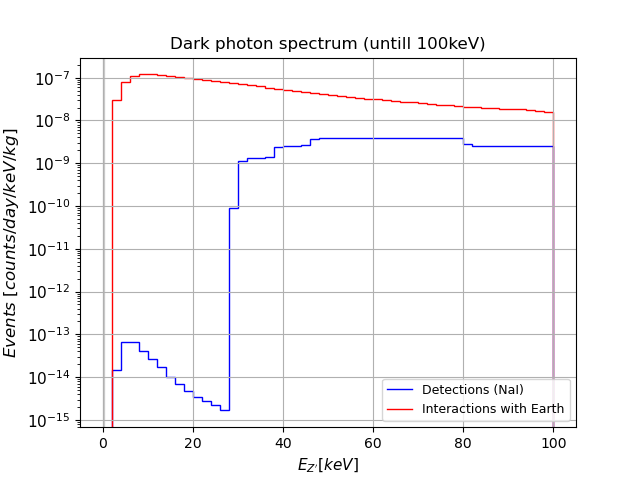 Dark photon spectrum (untill 100keV)
Events [counts/day/keV/kg]
10⁻⁷
10⁻⁸
10⁻⁹
10⁻¹⁰
10⁻¹¹
10⁻¹²
10⁻¹³
10⁻¹⁴
10⁻¹⁵
Detections (NaI)
Interactions with Earth
0 20 40 60 80 100
E_Z′[keV]